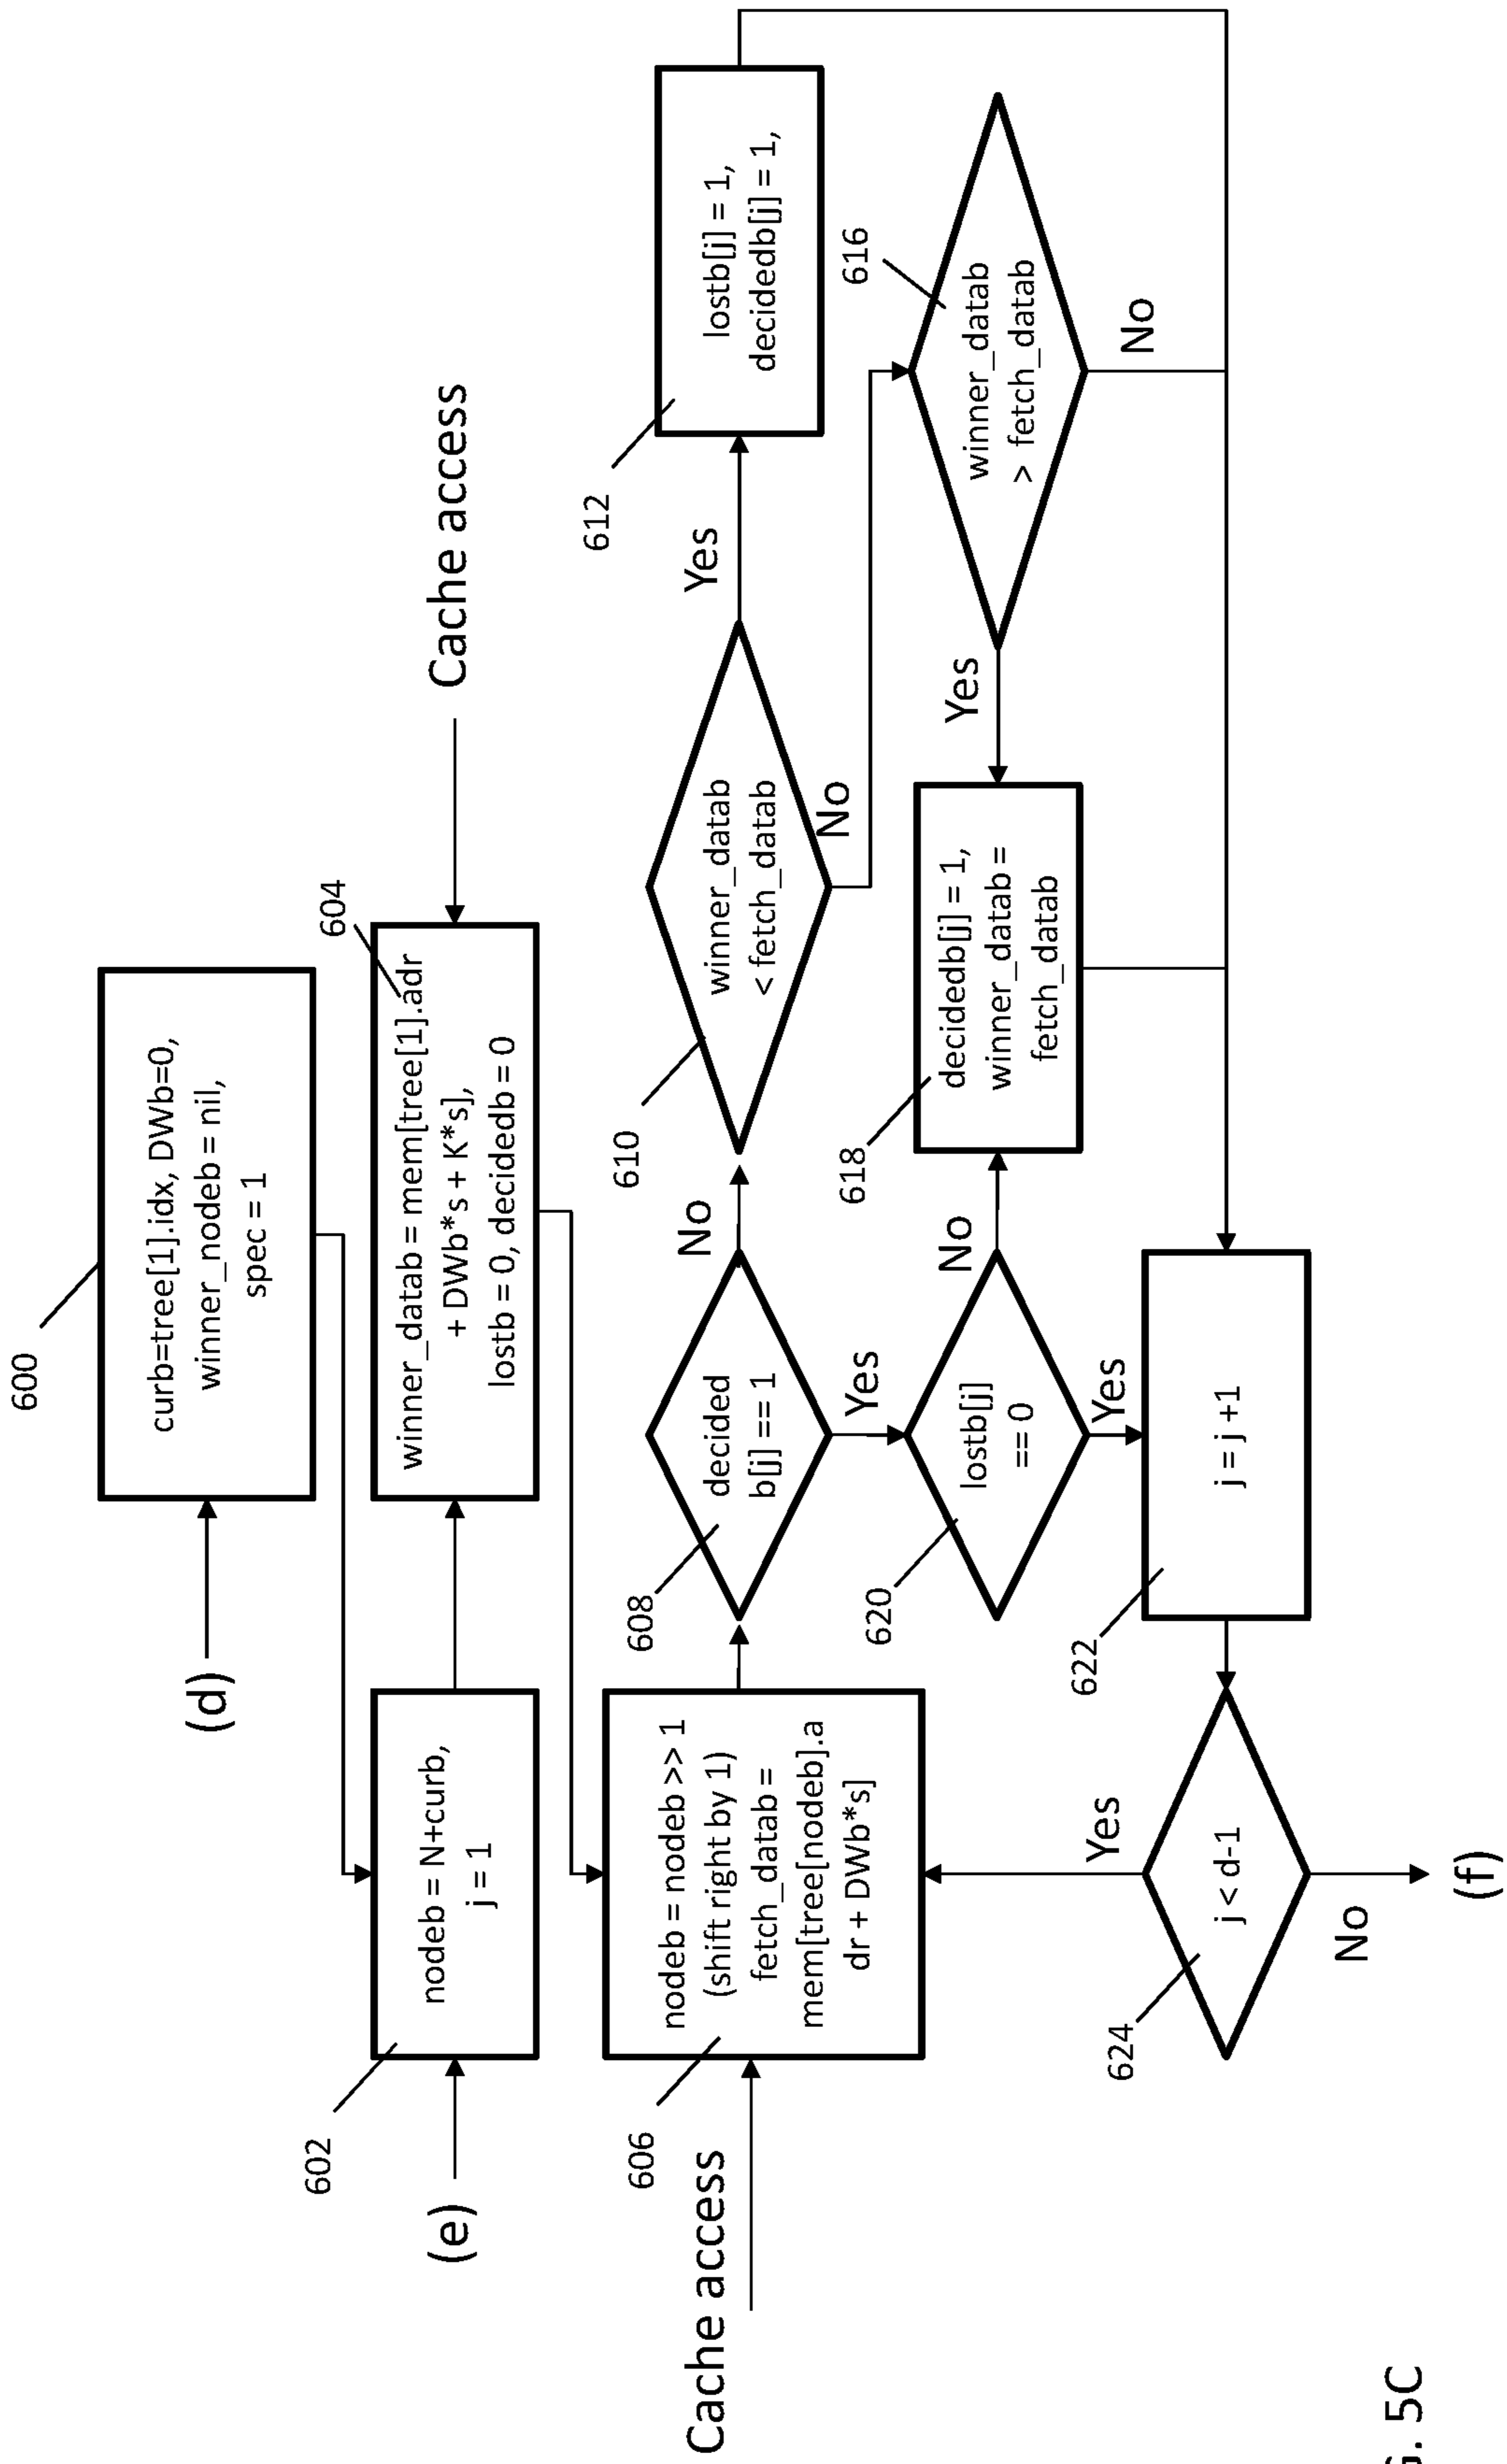 600
(d)
curb=tree[1].idx, DWb=0,
winner_nodeb = nil,
spec = 1
602
(e)
nodeb = N+curb,
j = 1
604
winner_datab = mem[tree[1].adr
+ DWb*s + K*s],
lostb = 0, decidedb = 0
Cache access
606
Cache access
nodeb = nodeb >> 1
(shift right by 1)
fetch_datab =
mem[tree[nodeb].a
dr + DWb*s]
608
decided
b[j] == 1
No
Yes
610
winner_datab
< fetch_datab
Yes
No
612
lostb[j] = 1,
decidedb[j] = 1,
620
lostb[j]
== 0
No
Yes
618
decidedb[j] = 1,
winner_datab =
fetch_datab
Yes
616
winner_datab
> fetch_datab
No
624
j < d-1
Yes
No
(f)
622
j = j +1
5C